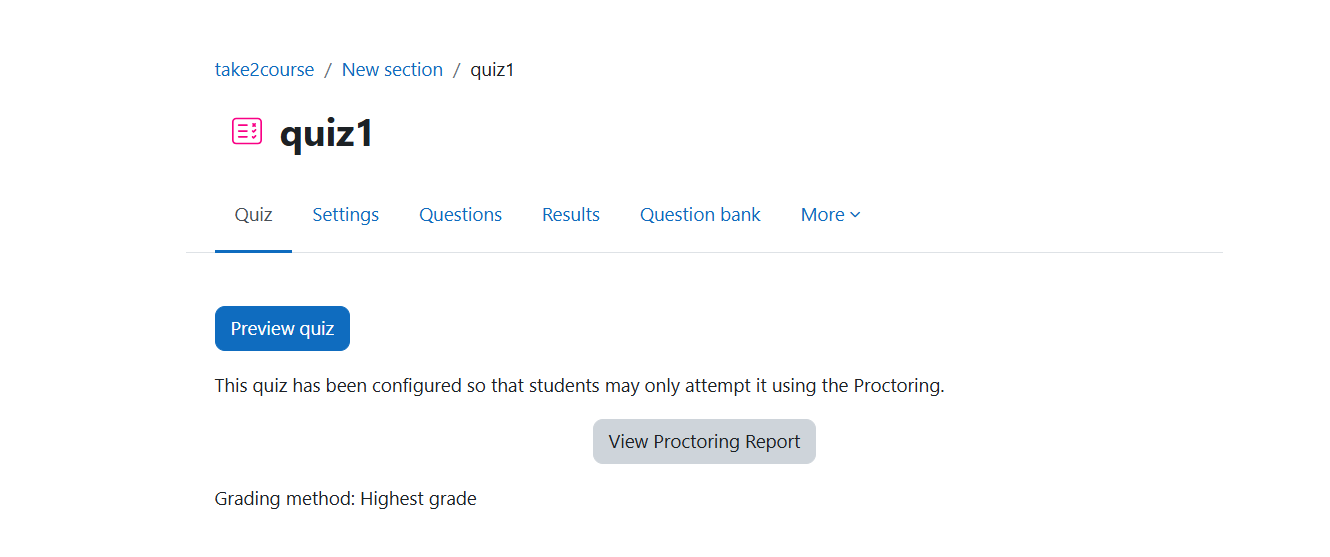 take2course / New section / quiz1
quiz1
Quiz Settings Questions Results Question bank More
Preview quiz
This quiz has been configured so that students may only attempt it using the Proctoring.
View Proctoring Report
Grading method: Highest grade